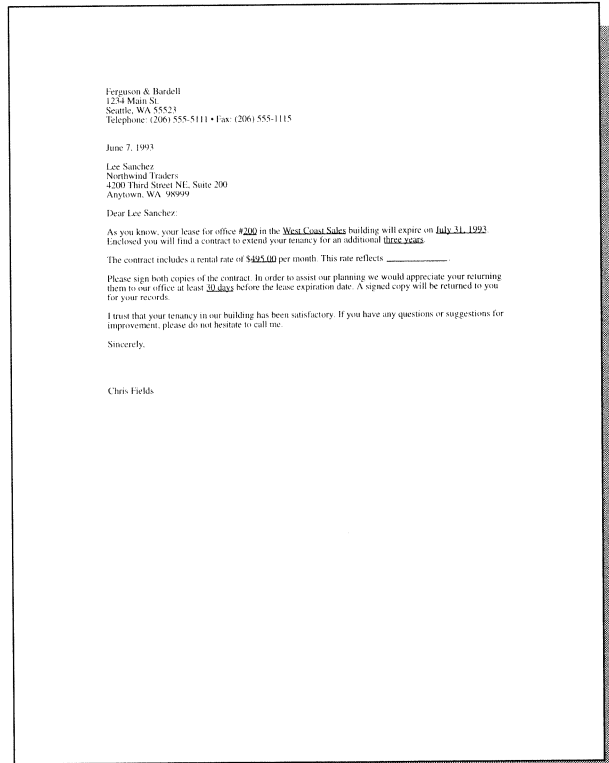 Ferguson & Bardell
1234 Main St.
Seattle, WA 55523
Telephone: (206) 555-5111 • Fax: (206) 555-1115
June 7, 1993
Lee Sanchez
Northwind Traders
4200 Third Street NE, Suite 200
Anytown, WA 98999
Dear Lee Sanchez:
As you know, your lease for office #200 in the West Coast Sales building will expire on July 31, 1993.
Enclosed you will find a contract to extend your tenancy for an additional three years.
The contract includes a rental rate of $495.00 per month. This rate reflects ____________.
Please sign both copies of the contract. In order to assist our planning we would appreciate your returning
them to our office at least 30 days before the lease expiration date. A signed copy will be returned to you
for your records.
I trust that your tenancy in our building has been satisfactory. If you have any questions or suggestions for
improvement, please do not hesitate to call me.
Sincerely,
Chris Fields